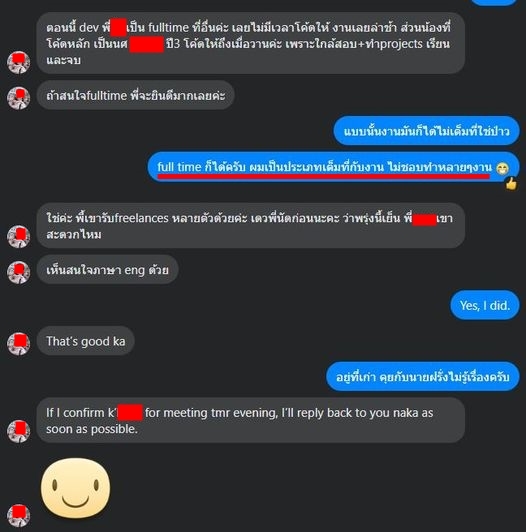 ตอนนี้ dev พี่ เป็น fulltime ที่อื่นค่ะ เลยไม่มีเวลาโค้ดให้ งานเลยล่าช้า ส่วนน้องที่
โค้ดหลัก เป็นนศ ปี3 โค้ดให้ถึงเมื่อวานค่ะ เพราะใกล้สอบ+ทำprojects เรียน
และจบ
ถ้าสนใจfulltime พี่จะยินดีมากเลยค่ะ
แบบนั้นงานมันก็ได้ไม่เต็มที่ใช่ป่าว
full time ก็ได้ครับ ผมเป็นประเภทเต็มที่กับงาน ไม่ชอบทำหลายๆงาน
ใช่ค่ะ พี่เขารับfreelances หลายตัวด้วยค่ะ เดวพี่นัดก่อนนะคะ ว่าพรุ่งนี้เย็น พี่ เขา
สะดวกไหม
เห็นสนใจภาษา eng ด้วย
Yes, I did.
That's good ka
อยู่ที่เก่า คุยกับนายฝรั่งไม่รู้เรื่องครับ
If I confirm k' for meeting tmr evening, I'll reply back to you naka as
soon as possible.